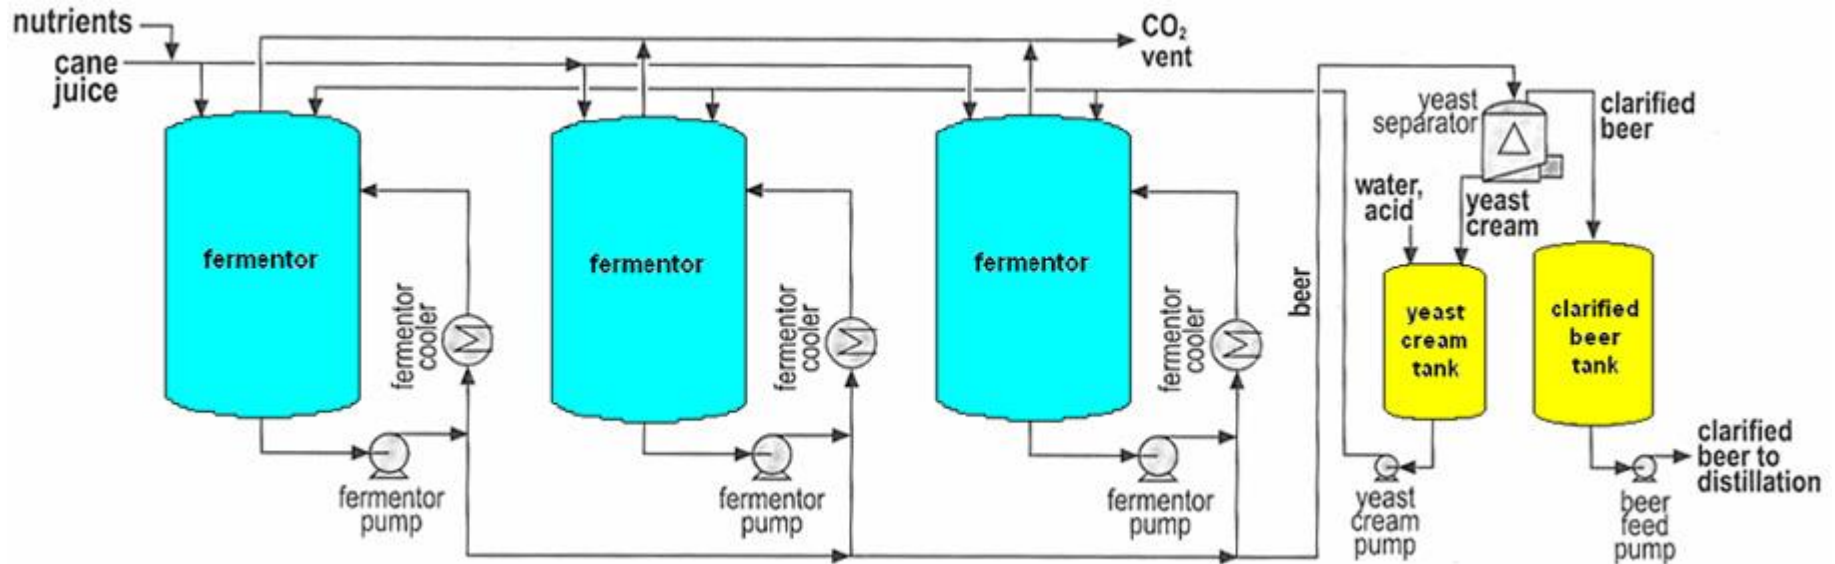 nutrients
cane
juice
CO₂
vent
fermentor
fermentor
cooler
fermentor
pump
fermentor
fermentor
cooler
fermentor
pump
fermentor
fermentor
cooler
fermentor
pump
beer
yeast
separator
clarified
beer
water,
acid
yeast
cream
yeast
cream
tank
clarified
beer
tank
yeast
cream
pump
beer
feed
pump
clarified
beer to
distillation